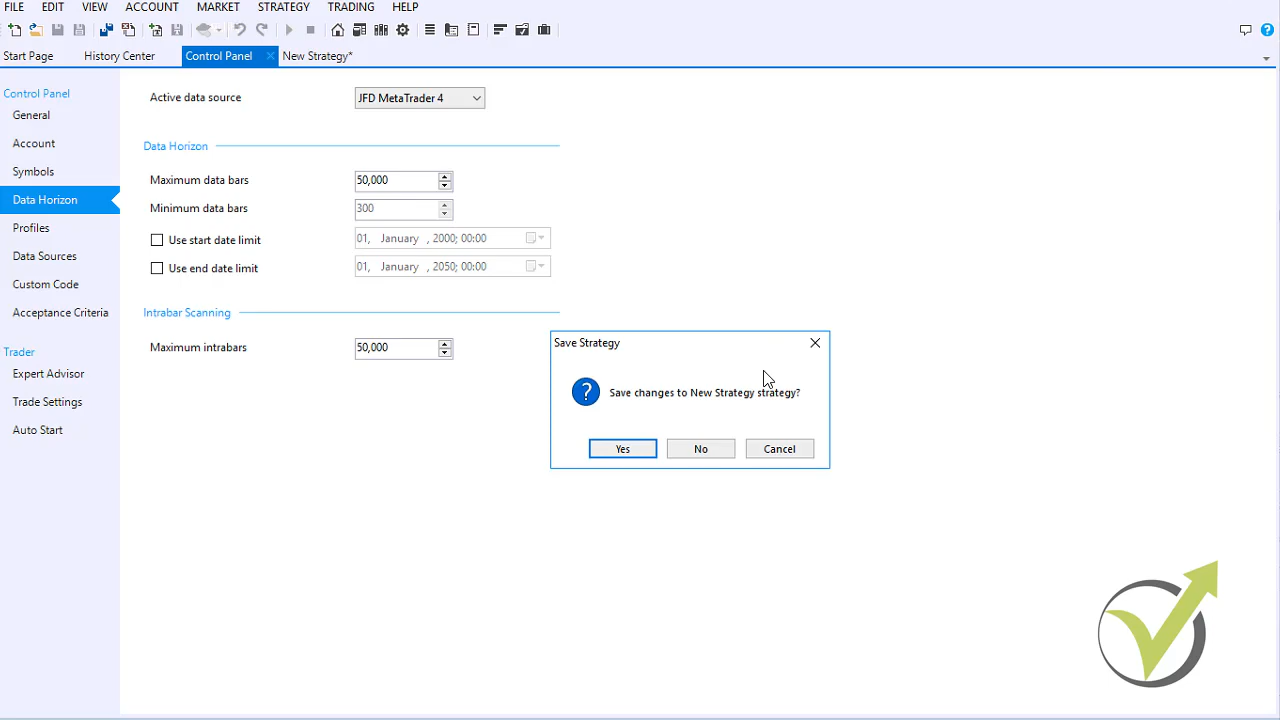 FILE EDIT VIEW ACCOUNT MARKET STRATEGY TRADING HELP
Start Page History Center Control Panel New Strategy*
Control Panel
General
Account
Symbols
Data Horizon
Profiles
Data Sources
Custom Code
Acceptance Criteria
Trader
Expert Advisor
Trade Settings
Auto Start
Active data source JFD MetaTrader 4
Data Horizon
Maximum data bars 50,000
Minimum data bars 300
Use start date limit 01, January , 2000; 00:00
Use end date limit 01, January , 2050; 00:00
Intrabar Scanning
Maximum intrabars 50,000
Save Strategy
?
Save changes to New Strategy strategy?
Yes No Cancel